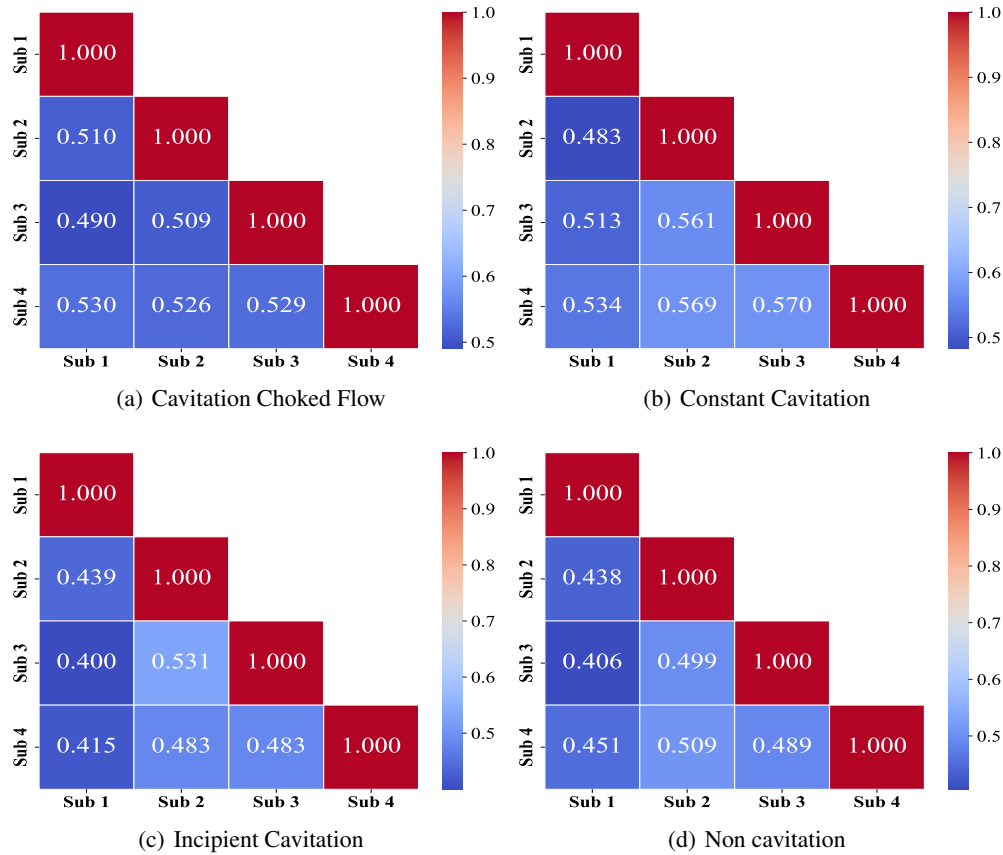 Sub 1 1.000 1.0
0.9
Sub 2 0.510 1.000
0.8
0.7
Sub 3 0.490 0.509 1.000
0.6
Sub 4 0.530 0.526 0.529 1.000
0.5
Sub 1 Sub 2 Sub 3 Sub 4
(a) Cavitation Choked Flow
Sub 1 1.000 1.0
0.9
Sub 2 0.483 1.000
0.8
0.7
Sub 3 0.513 0.561 1.000
0.6
Sub 4 0.534 0.569 0.570 1.000
0.5
Sub 1 Sub 2 Sub 3 Sub 4
(b) Constant Cavitation
Sub 1 1.000 1.0
0.9
Sub 2 0.439 1.000
0.8
0.7
Sub 3 0.400 0.531 1.000
0.6
Sub 4 0.415 0.483 0.483 1.000
0.5
Sub 1 Sub 2 Sub 3 Sub 4
(c) Incipient Cavitation
Sub 1 1.000 1.0
0.9
Sub 2 0.438 1.000
0.8
0.7
Sub 3 0.406 0.499 1.000
0.6
Sub 4 0.451 0.509 0.489 1.000
0.5
Sub 1 Sub 2 Sub 3 Sub 4
(d) Non cavitation